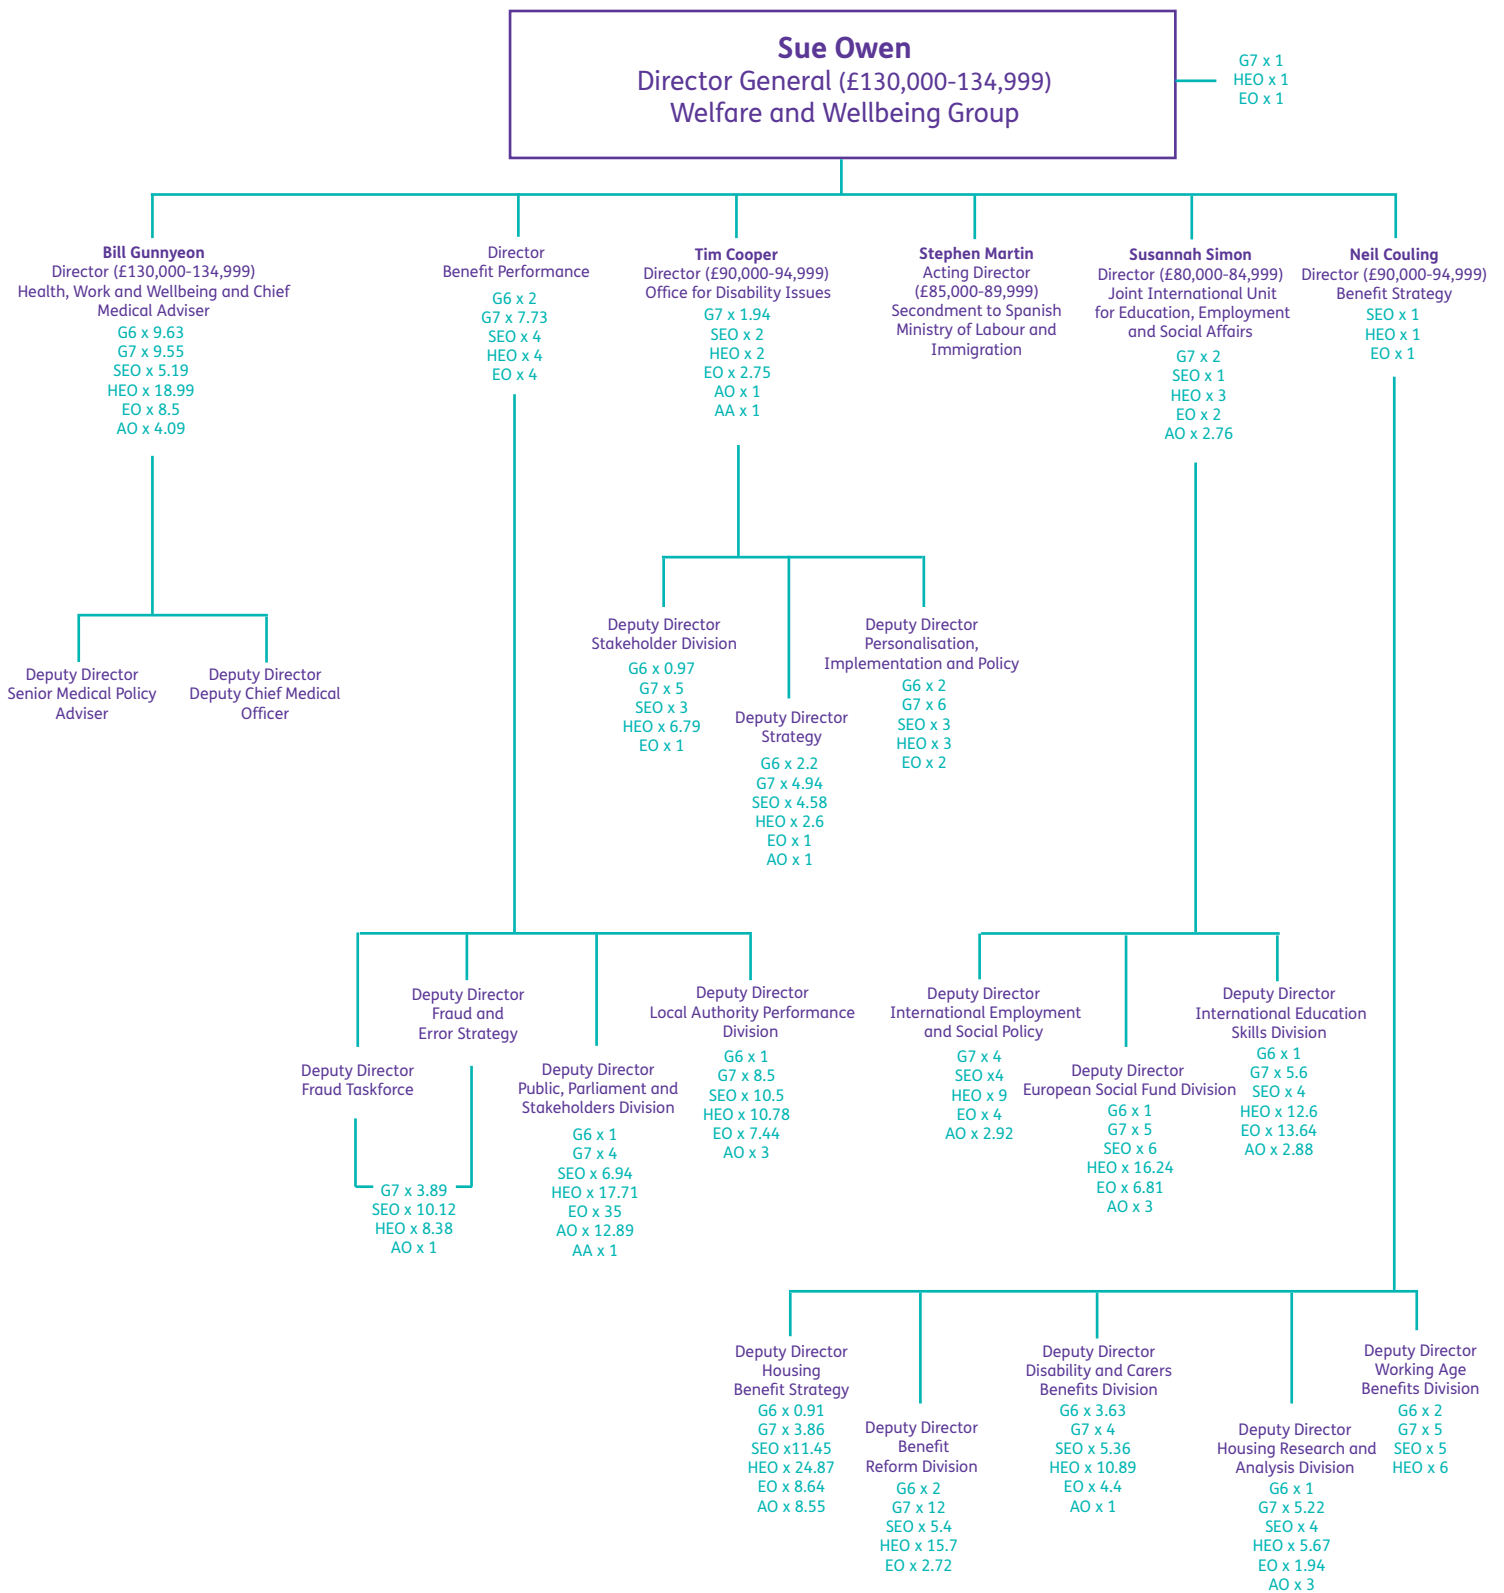 Sue Owen
Director General (£130,000-134,999)
Welfare and Wellbeing Group
G7 x 1
HEO x 1
EO x 1
Bill Gunnyeon
Director (£130,000-134,999)
Health, Work and Wellbeing and Chief
Medical Adviser
G6 x 9.63
G7 x 9.55
SEO x 5.19
HEO x 18.99
EO x 8.5
AO x 4.09
Director
Benefit Performance
G6 x 2
G7 x 7.73
SEO x 4
HEO x 4
EO x 4
Tim Cooper
Director (£90,000-94,999)
Office for Disability Issues
G7 x 1.94
SEO x 2
HEO x 2
EO x 2.75
AO x 1
AA x 1
Stephen Martin
Acting Director
(£85,000-89,999)
Secondment to Spanish
Ministry of Labour and
Immigration
Susannah Simon
Director (£80,000-84,999)
Joint International Unit
for Education, Employment
and Social Affairs
G7 x 2
SEO x 1
HEO x 3
EO x 2
AO x 2.76
Neil Couling
Director (£90,000-94,999)
Benefit Strategy
SEO x 1
HEO x 1
EO x 1
Deputy Director
Senior Medical Policy
Adviser
Deputy Director
Deputy Chief Medical
Officer
Deputy Director
Stakeholder Division
G6 x 0.97
G7 x 5
SEO x 3
HEO x 6.79
EO x 1
Deputy Director
Strategy
G6 x 2.2
G7 x 4.94
SEO x 4.58
HEO x 2.6
EO x 1
AO x 1
Deputy Director
Personalisation,
Implementation and Policy
G6 x 2
G7 x 6
SEO x 3
HEO x 3
EO x 2
Deputy Director
Fraud Taskforce
Deputy Director
Fraud and
Error Strategy
G7 x 3.89
SEO x 10.12
HEO x 8.38
AO x 1
Deputy Director
Public, Parliament and
Stakeholders Division
G6 x 1
G7 x 4
SEO x 6.94
HEO x 17.71
EO x 35
AO x 12.89
AA x 1
Deputy Director
Local Authority Performance
Division
G6 x 1
G7 x 8.5
SEO x 10.5
HEO x 10.78
EO x 7.44
AO x 3
Deputy Director
International Employment
and Social Policy
G7 x 4
SEO x4
HEO x 9
EO x 4
AO x 2.92
Deputy Director
European Social Fund Division
G6 x 1
G7 x 5
SEO x 6
HEO x 16.24
EO x 6.81
AO x 3
Deputy Director
International Education
Skills Division
G6 x 1
G7 x 5.6
SEO x 4
HEO x 12.6
EO x 13.64
AO x 2.88
Deputy Director
Housing
Benefit Strategy
G6 x 0.91
G7 x 3.86
SEO x11.45
HEO x 24.87
EO x 8.64
AO x 8.55
Deputy Director
Benefit
Reform Division
G6 x 2
G7 x 12
SEO x 5.4
HEO x 15.7
EO x 2.72
Deputy Director
Disability and Carers
Benefits Division
G6 x 3.63
G7 x 4
SEO x 5.36
HEO x 10.89
EO x 4.4
AO x 1
Deputy Director
Housing Research and
Analysis Division
G6 x 1
G7 x 5.22
SEO x 4
HEO x 5.67
EO x 1.94
AO x 3
Deputy Director
Working Age
Benefits Division
G6 x 2
G7 x 5
SEO x 5
HEO x 6